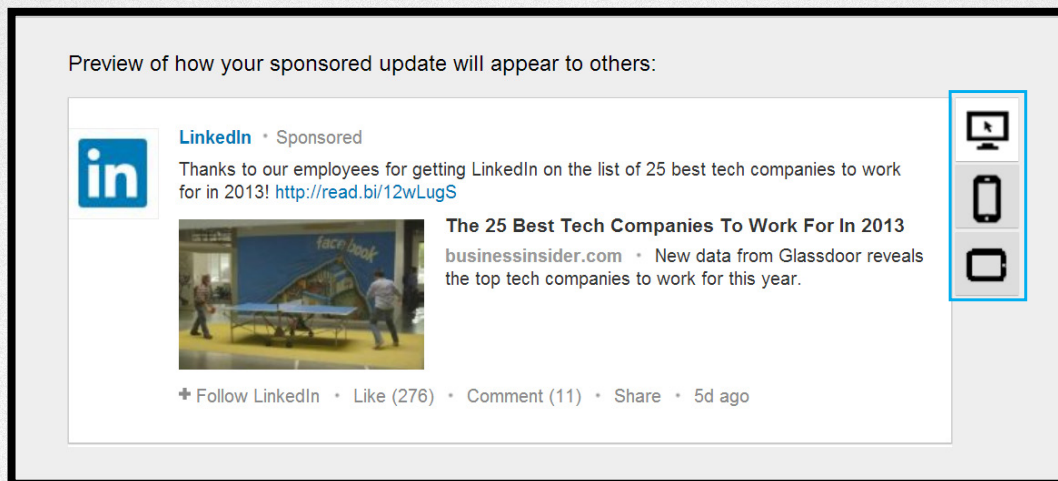 Preview of how your sponsored update will appear to others:
in
LinkedIn • Sponsored
Thanks to our employees for getting LinkedIn on the list of 25 best tech companies to work
for in 2013! http://read.bi/12wLugS
facebook
The 25 Best Tech Companies To Work For In 2013
businessinsider.com • New data from Glassdoor reveals
the top tech companies to work for this year.
+ Follow LinkedIn • Like (276) • Comment (11) • Share • 5d ago